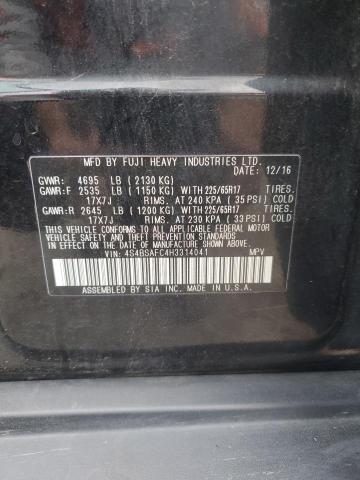 MFD. BY FUJI HEAVY INDUSTRIES LTD.
DATE: 12/16
GVWR: 4695 LB (2130 KG)
GAWR:F 2535 LB (1150 KG) WITH 225/65R17 TIRES,
17X7J RIMS, AT 240 KPA (35 PSI) COLD
GAWR:R 2645 LB (1200 KG) WITH 225/65R17 TIRES,
17X7J RIMS, AT 230 KPA (33 PSI) COLD
THIS VEHICLE CONFORMS TO ALL APPLICABLE
FEDERAL MOTOR VEHICLE SAFETY STANDARDS
IN EFFECT ON THE DATE OF MANUFACTURE
SHOWN ABOVE.
VIN: 4S4BSAFC4H3314041 MPV
ASSEMBLED BY SIA INC. MADE IN U.S.A.